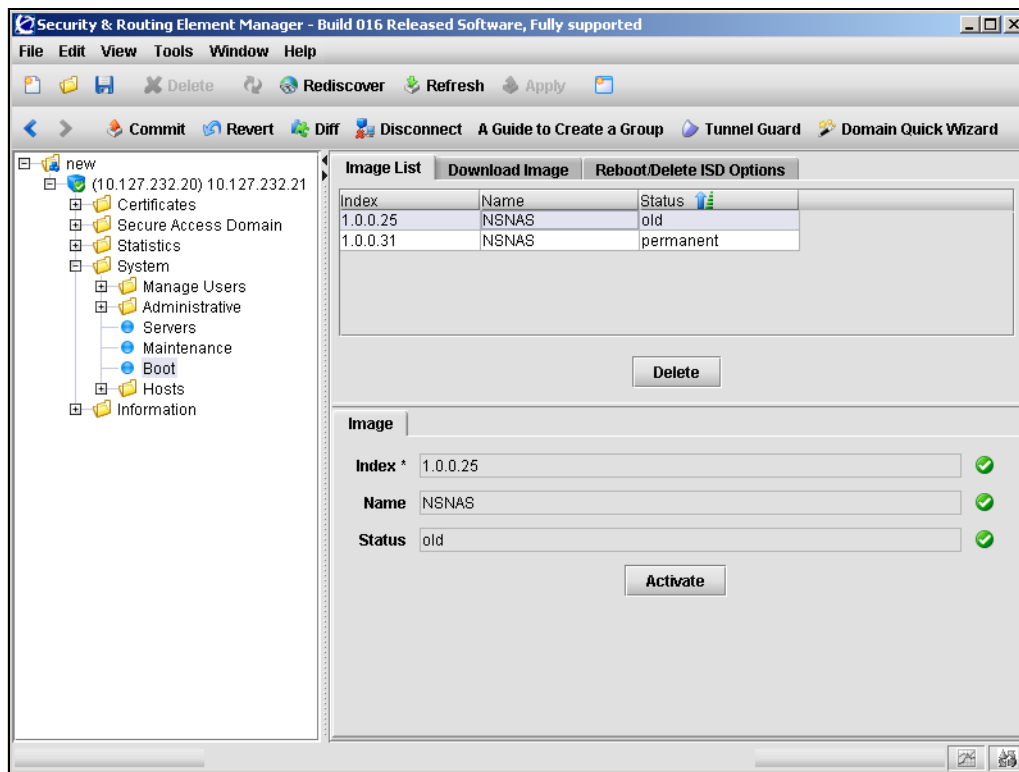 Security & Routing Element Manager - Build 016 Released Software, Fully supported
File Edit View Tools Window Help
Delete Rediscover Refresh Apply
Commit Revert Diff Disconnect A Guide to Create a Group Tunnel Guard Domain Quick Wizard
new
(10.127.232.20) 10.127.232.21
Certificates
Secure Access Domain
Statistics
System
Manage Users
Administrative
Servers
Maintenance
Boot
Hosts
Information
Image List Download Image Reboot/Delete ISD Options
Index Name Status
1.0.0.25 NSNAS old
1.0.0.31 NSNAS permanent
Delete
Image
Index * 1.0.0.25
Name NSNAS
Status old
Activate